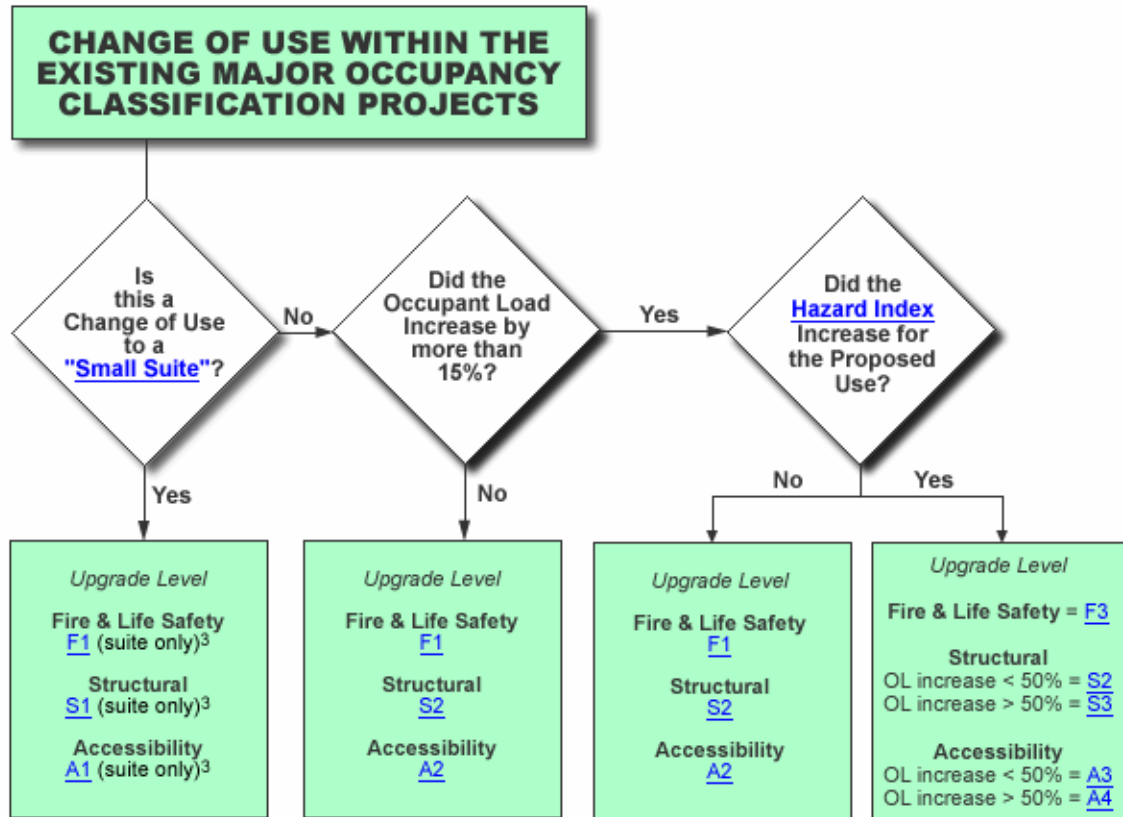 CHANGE OF USE WITHIN THE
EXISTING MAJOR OCCUPANCY
CLASSIFICATION PROJECTS
Is
this a
Change of Use
to a
"Small Suite"?
No
Did the
Occupant Load
Increase by
more than
15%?
Yes
Did the
Hazard Index
Increase for
the Proposed
Use?
Yes
No
No
Yes
Upgrade Level
Fire & Life Safety
F1 (suite only)³
Structural
S1 (suite only)³
Accessibility
A1 (suite only)³
Upgrade Level
Fire & Life Safety
F1
Structural
S2
Accessibility
A2
Upgrade Level
Fire & Life Safety
F1
Structural
S2
Accessibility
A2
Upgrade Level
Fire & Life Safety = F3
Structural
OL increase < 50% = S2
OL increase > 50% = S3
Accessibility
OL increase < 50% = A3
OL increase > 50% = A4